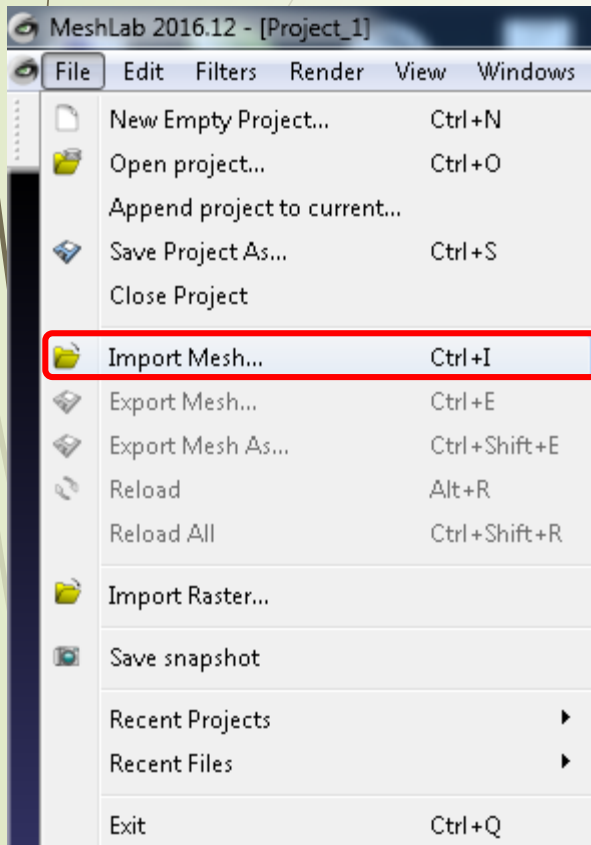 MeshLab 2016.12 - [Project_1]
File Edit Filters Render View Windows
New Empty Project... Ctrl+N
Open project... Ctrl+O
Append project to current...
Save Project As... Ctrl+S
Close Project
Import Mesh... Ctrl+I
Export Mesh... Ctrl+E
Export Mesh As... Ctrl+Shift+E
Reload Alt+R
Reload All Ctrl+Shift+R
Import Raster...
Save snapshot
Recent Projects
Recent Files
Exit Ctrl+Q